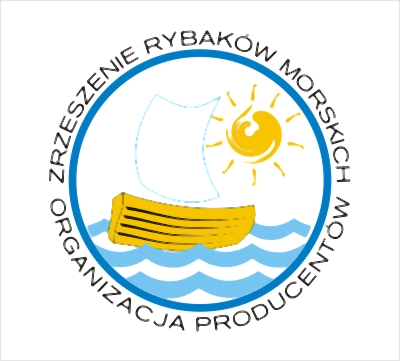 ZRZESZENIE RYBAKÓW MORSKICH
ORGANIZACJA PRODUCENTÓW